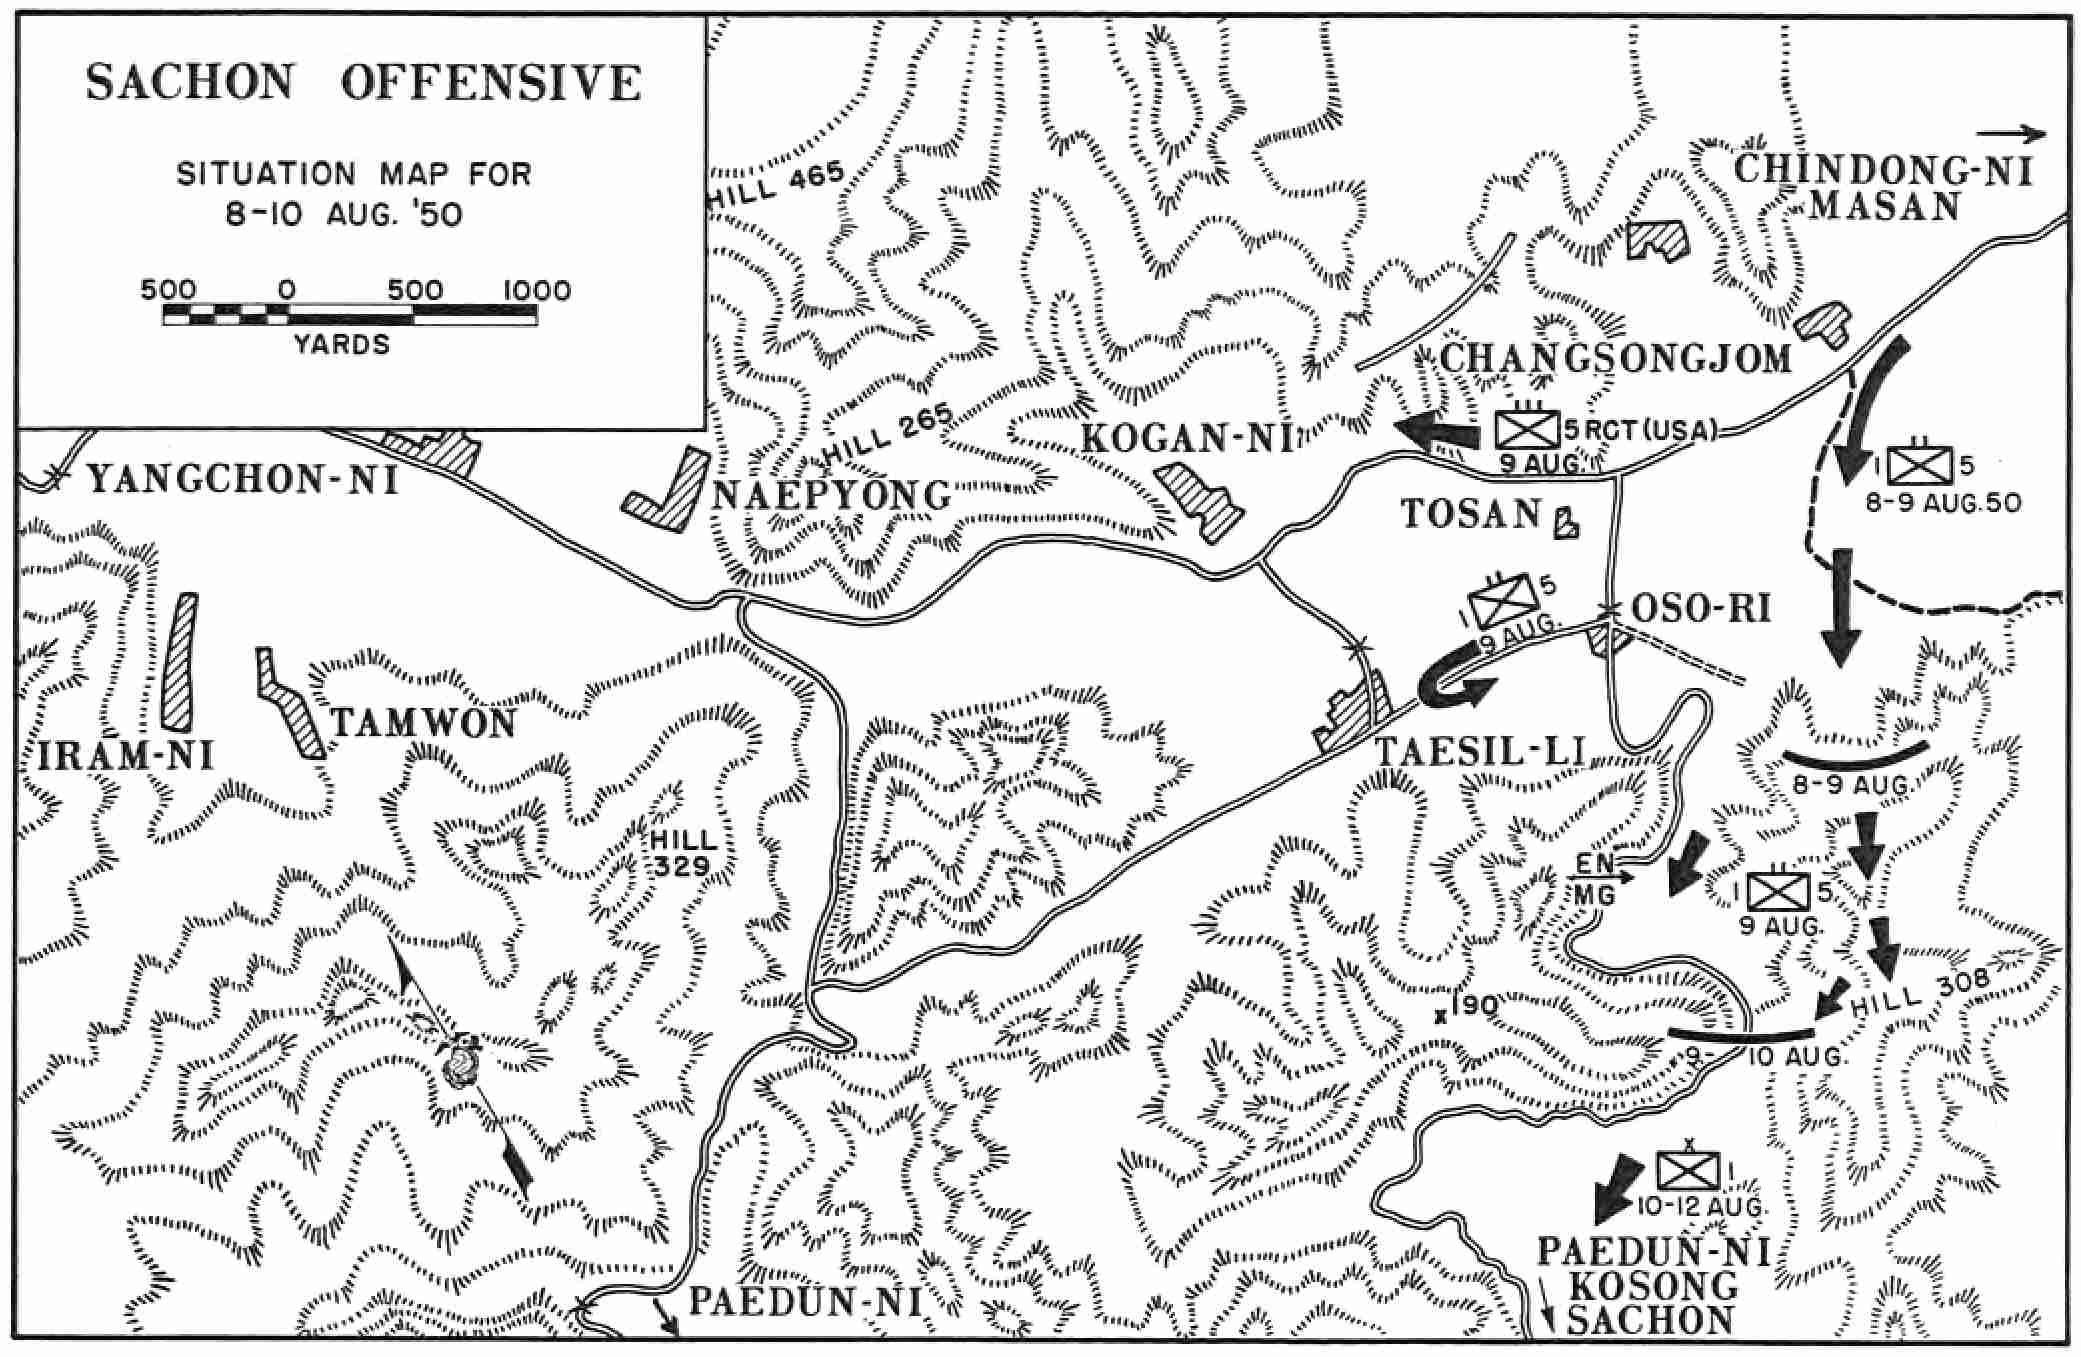 SACHON OFFENSIVE
SITUATION MAP FOR
8-10 AUG. '50
500 0 500 1000
YARDS
HILL 465
CHINDONG-NI
MASAN
CHANGSONGJOM
HILL 265
KOGAN-NI
5 RCT (USA)
9 AUG.
1 5
8-9 AUG. 50
YANGCHON-NI
NAEPYONG
TOSAN
1 5
9 AUG.
OSO-RI
IRAM-NI
TAMWON
TAESIL-LI
8-9 AUG.
HILL
329
EN
MG
1 5
9 AUG.
190
HILL 308
9-10 AUG.
x
1
10-12 AUG.
PAEDUN-NI
KOSONG
SACHON
PAEDUN-NI